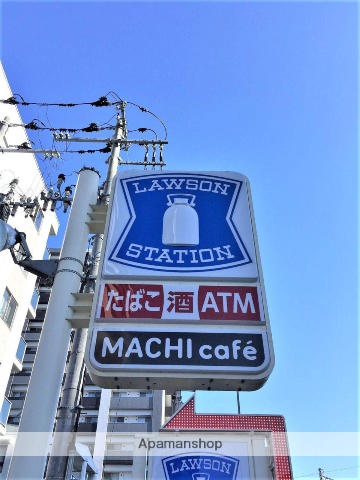 LAWSON
STATION
たばこ 酒 ATM
MACHI café
Apamanshop
LAWSON